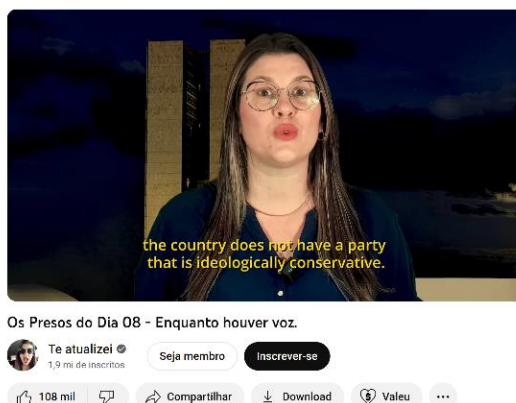 the country does not have a party
that is ideologically conservative.
Os Presos do Dia 08 - Enquanto houver voz.
Te atualizei
1,9 mi de inscritos
Seja membro
Inscrever-se
108 mil
Compartilhar
Download
Valeu